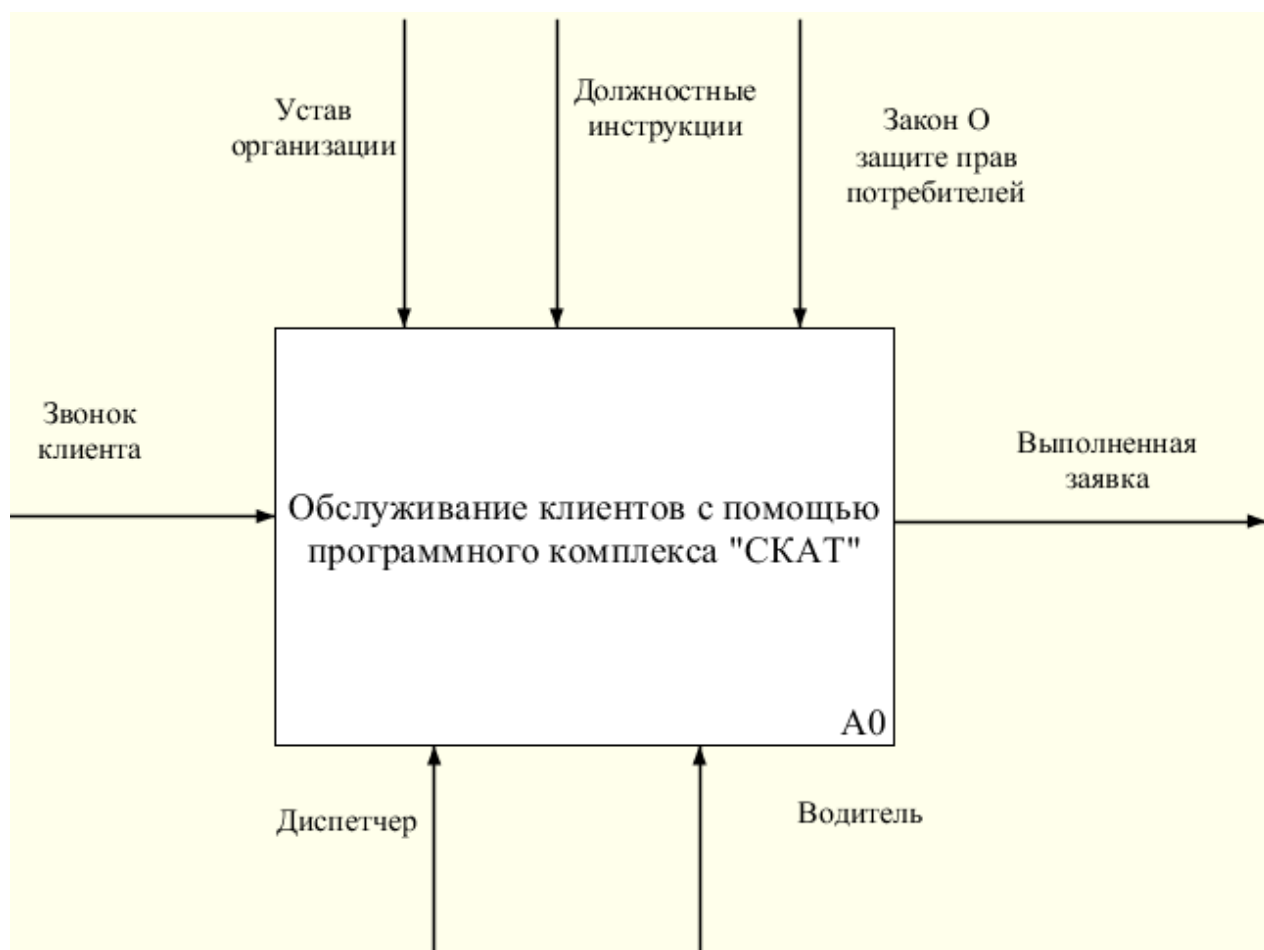 Устав
организации
Должностные
инструкции
Закон О
защите прав
потребителей
Звонок
клиента
Выполненная
заявка
Обслуживание клиентов с помощью
программного комплекса "СКАТ"
A0
Диспетчер
Водитель